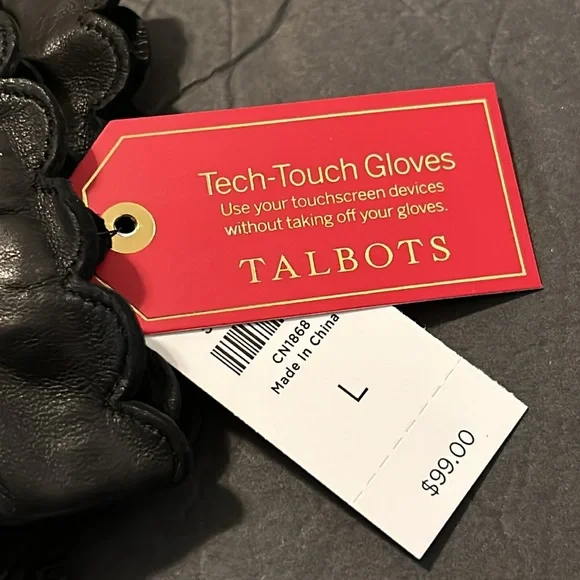 Tech-Touch Gloves
Use your touchscreen devices
without taking off your gloves.
TALBOTS
CN1868
Made In China
L
$99.00